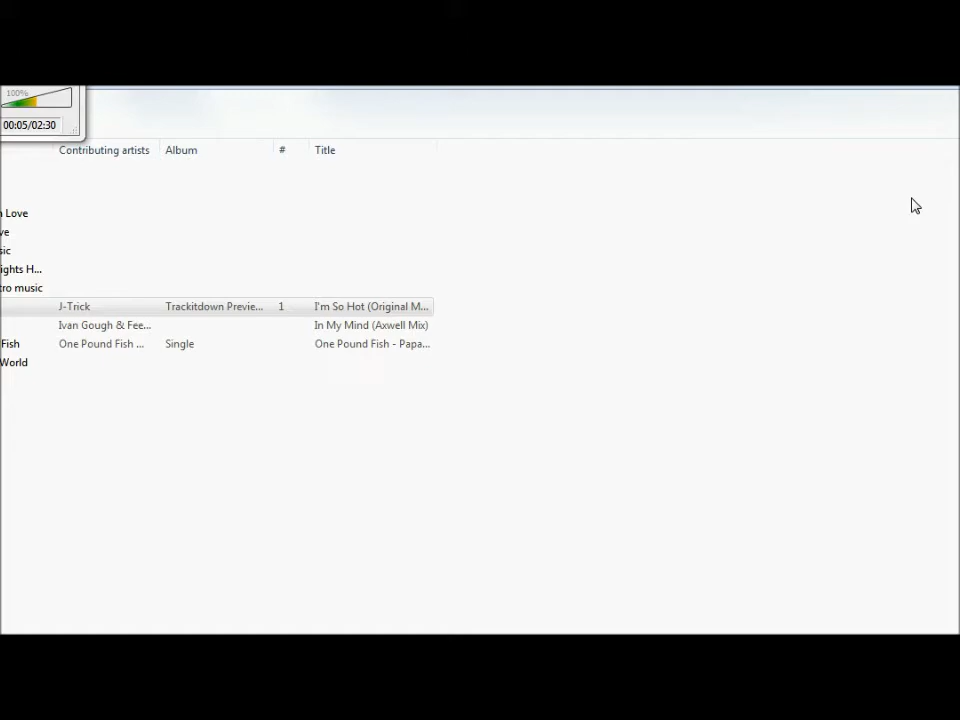 100%
00:05/02:30
Contributing artists Album # Title
n Love
ve
sic
ights H...
tro music
J-Trick Trackitdown Previe... 1 I'm So Hot (Original M...
Ivan Gough & Fee... In My Mind (Axwell Mix)
Fish One Pound Fish ... Single One Pound Fish - Papa...
World